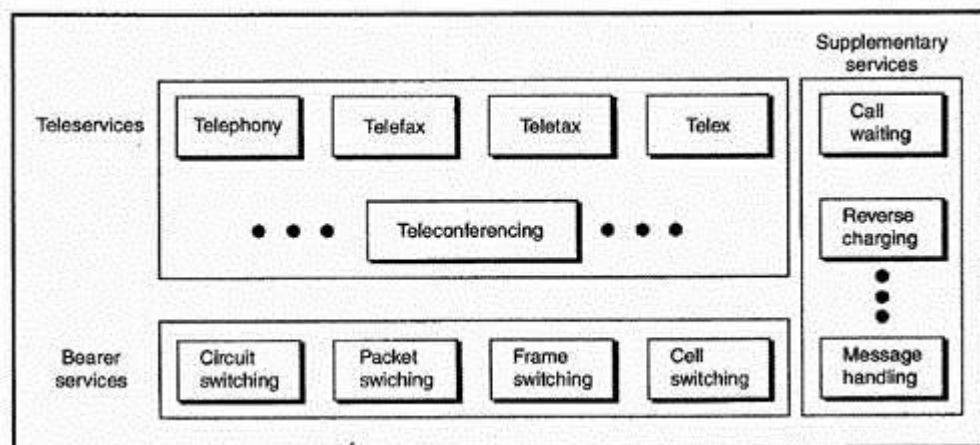 Supplementary
services
Teleservices
Telephony
Telefax
Teletax
Telex
Call
waiting
Teleconferencing
Reverse
charging
Bearer
services
Circuit
switching
Packet
swiching
Frame
switching
Cell
switching
Message
handling